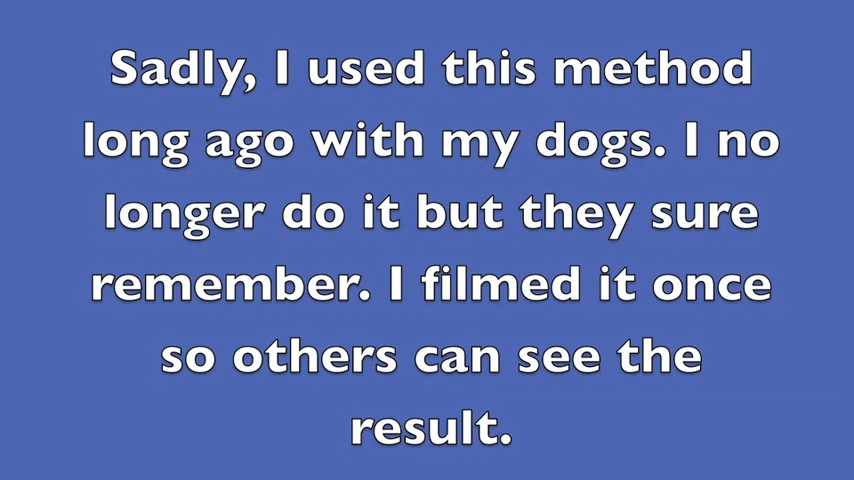 Sadly, I used this method
long ago with my dogs. I no
longer do it but they sure
remember. I filmed it once
so others can see the
result.